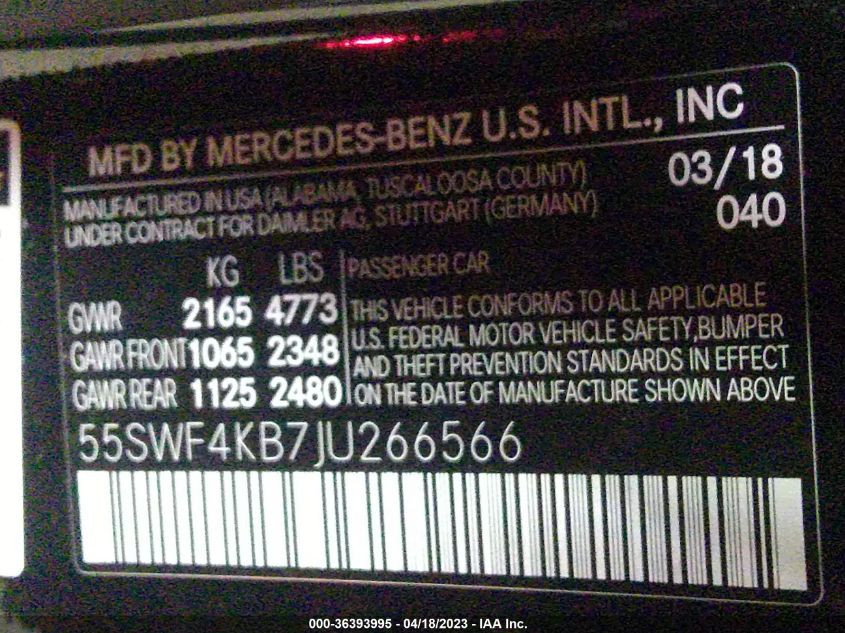 MFD BY MERCEDES-BENZ U.S. INTL., INC
MANUFACTURED IN USA (ALABAMA, TUSCALOOSA COUNTY) 03/18
UNDER CONTRACT FOR DAIMLER AG, STUTTGART (GERMANY) 040
KG LBS PASSENGER CAR
GVWR 2165 4773 THIS VEHICLE CONFORMS TO ALL APPLICABLE
U.S. FEDERAL MOTOR VEHICLE SAFETY, BUMPER
GAWR FRONT 1065 2348 AND THEFT PREVENTION STANDARDS IN EFFECT
GAWR REAR 1125 2480 ON THE DATE OF MANUFACTURE SHOWN ABOVE
55SWF4KB7JU266566
000-36393995 - 04/18/2023 - IAA Inc.